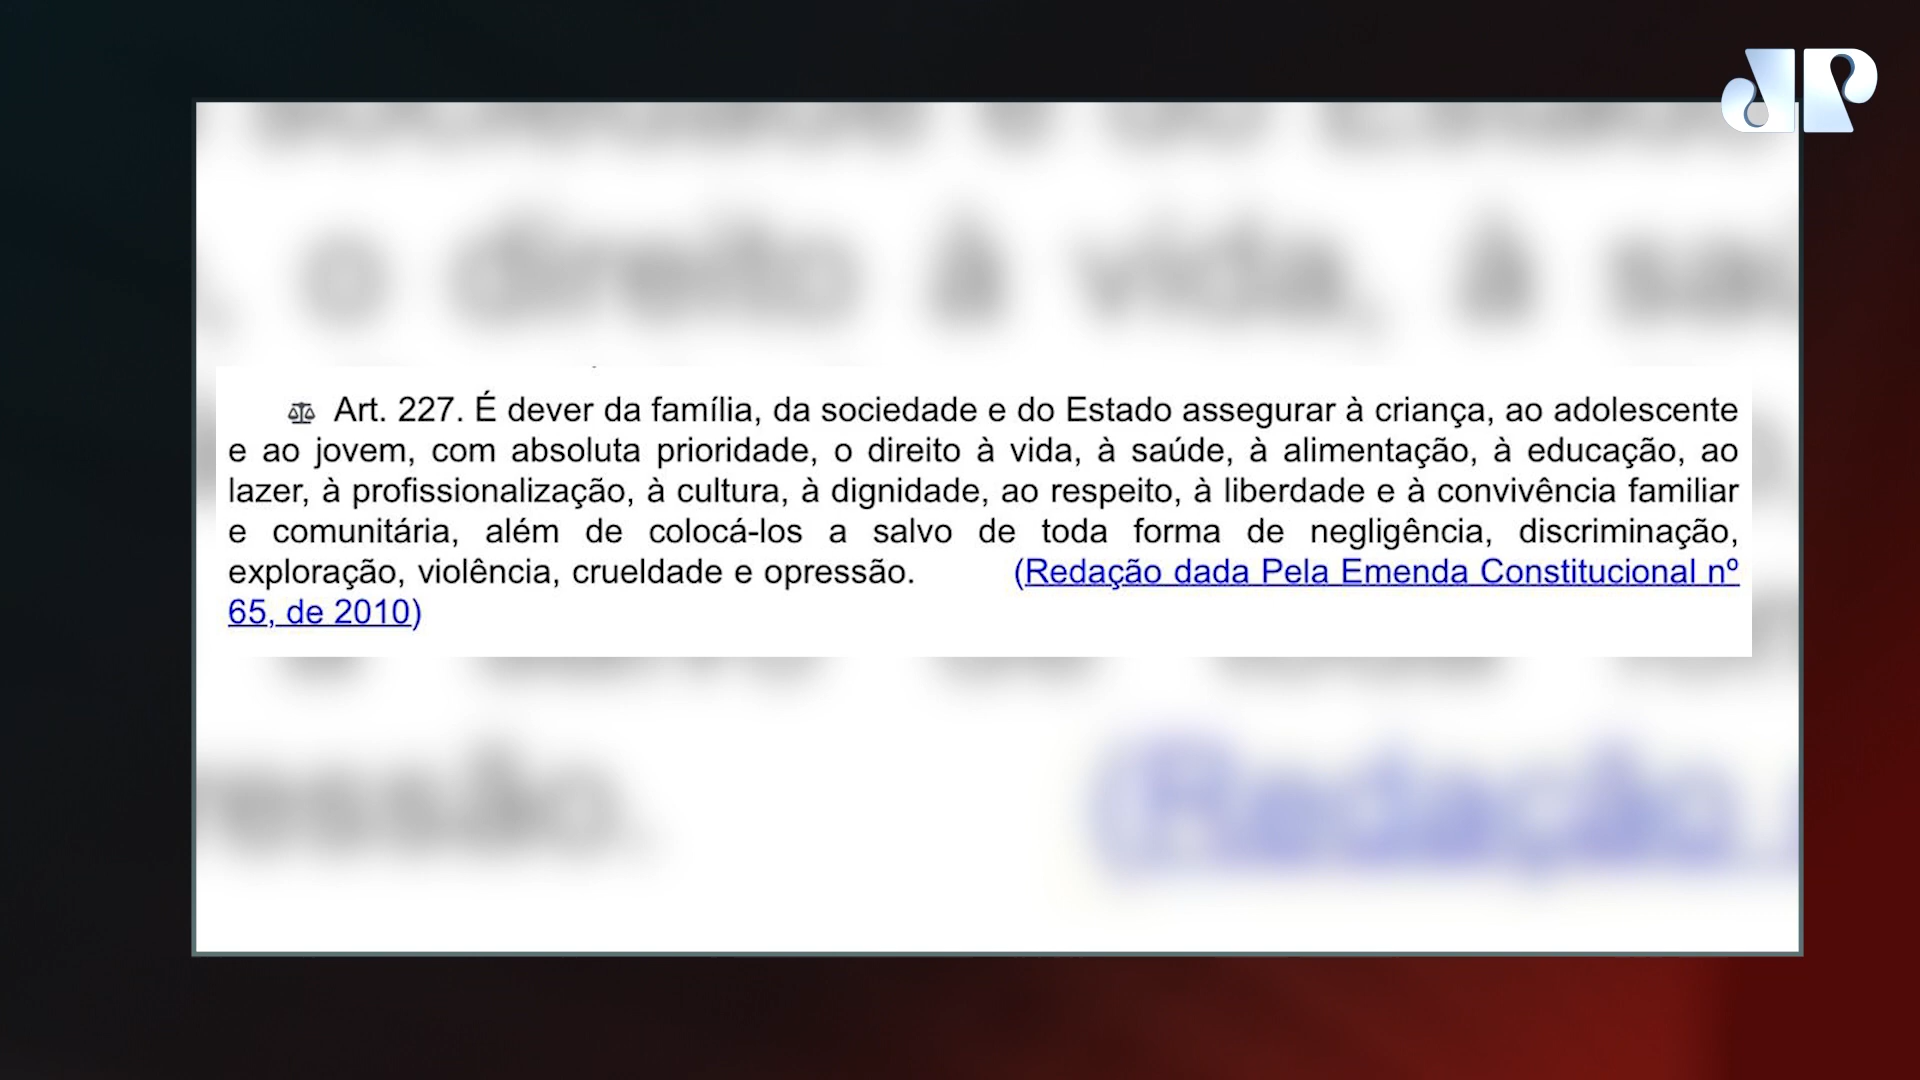 JP
Art. 227. É dever da família, da sociedade e do Estado assegurar à criança, ao adolescente
e ao jovem, com absoluta prioridade, o direito à vida, à saúde, à alimentação, à educação, ao
lazer, à profissionalização, à cultura, à dignidade, ao respeito, à liberdade e à convivência familiar
e comunitária, além de colocá-los a salvo de toda forma de negligência, discriminação,
exploração, violência, crueldade e opressão. (Redação dada Pela Emenda Constitucional nº
65, de 2010)